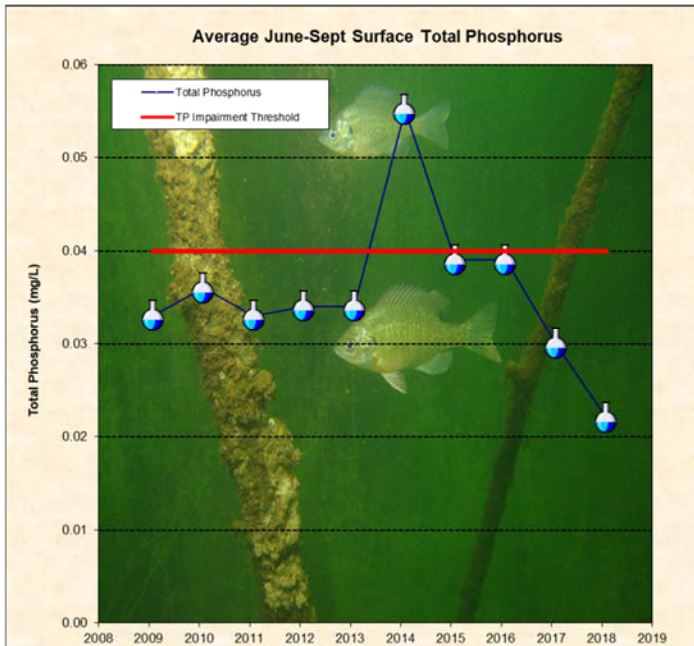 Average June-Sept Surface Total Phosphorus
Total Phosphorus (mg/L)
0.06
0.05
0.04
0.03
0.02
0.01
0.00
Total Phosphorus
TP Impairment Threshold
2008 2009 2010 2011 2012 2013 2014 2015 2016 2017 2018 2019